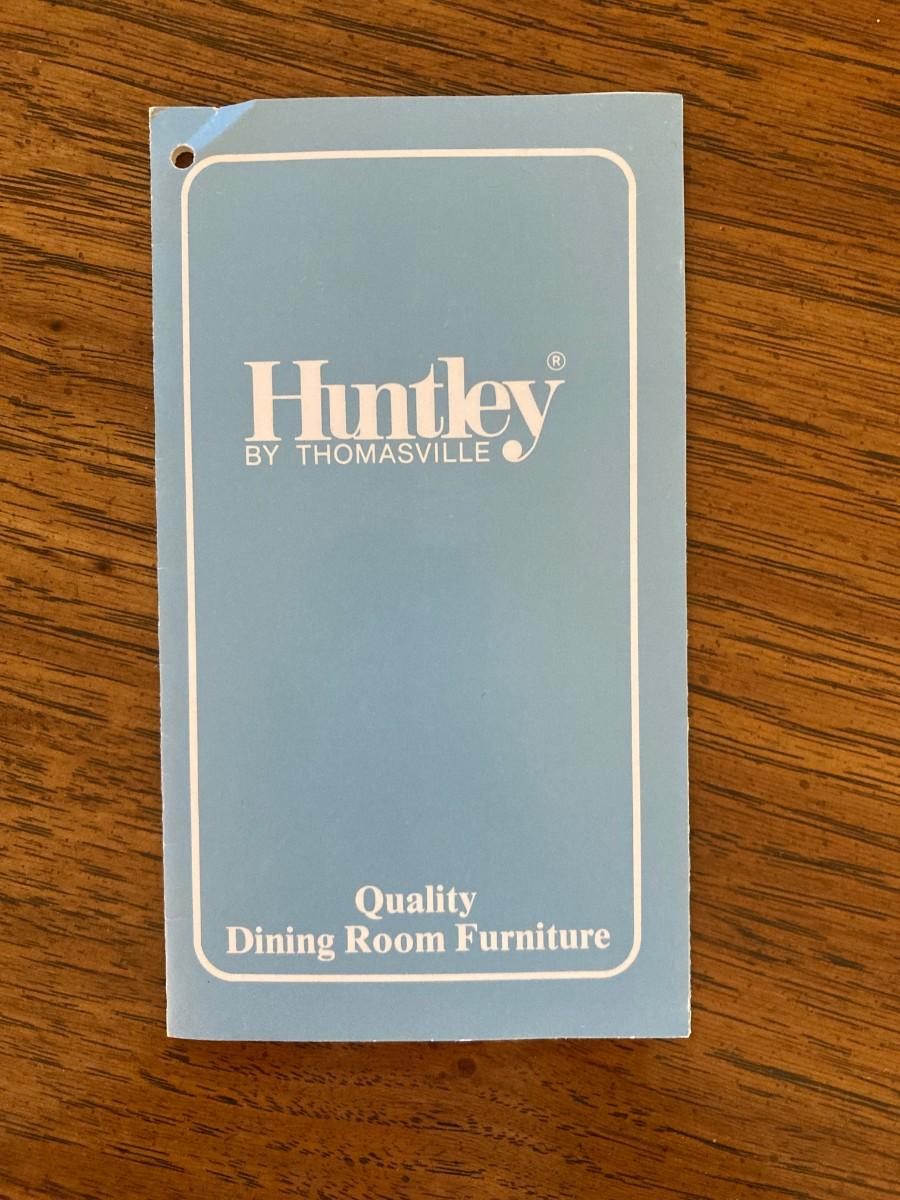 Huntley®
BY THOMASVILLE
Quality
Dining Room Furniture